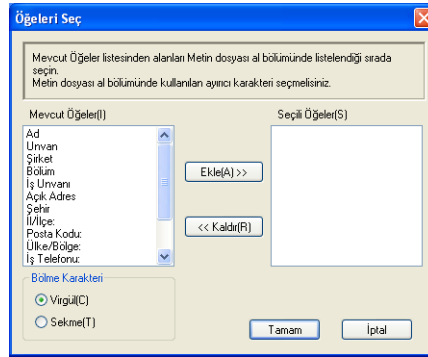 Öğeleri Seç
Mevcut Öğeler listesinden alanları Metin dosyası al bölümünde listelendiği sırada
seçin.
Metin dosyası al bölümünde kullanılan ayırıcı karakteri seçmelisiniz.
Mevcut Öğeler(I)
Seçili Öğeler(S)
Ad
Unvan
Şirket
Bölüm
İş Unvanı
Açık Adres
Şehir
İl/İlçe:
Posta Kodu:
Ülke/Bölge:
İş Telefonu:
Ekle(A) >>
<< Kaldır(R)
Bölme Karakteri
Virgül(C)
Sekme(T)
Tamam
İptal